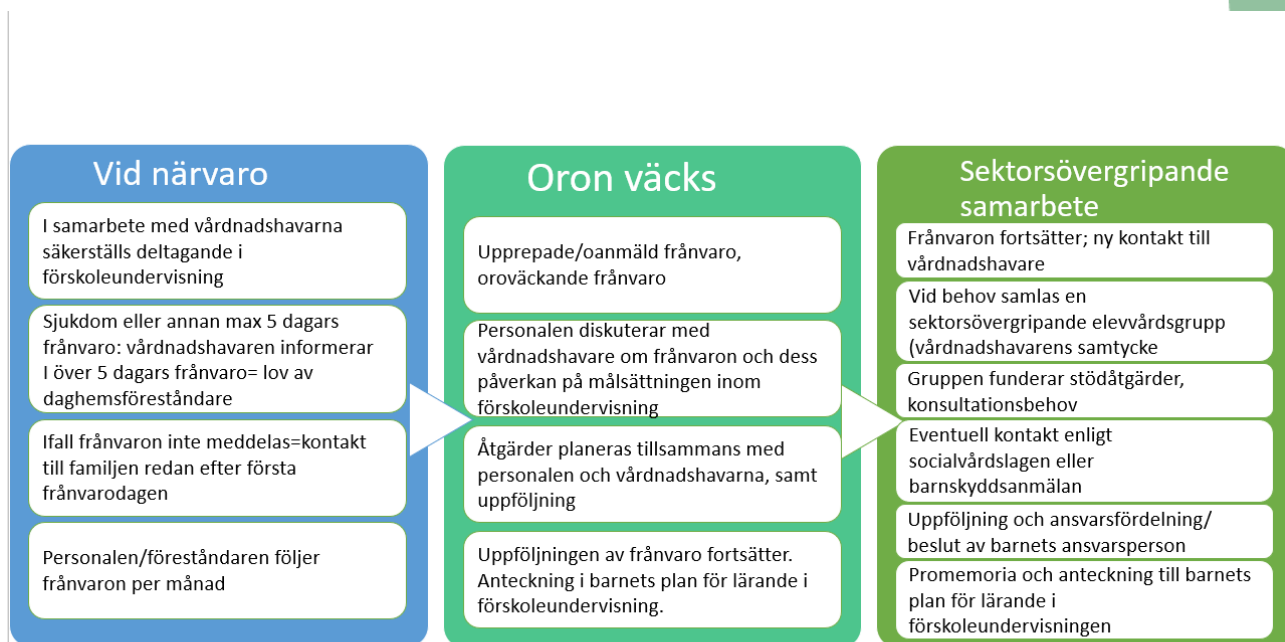 Vid närvaro
I samarbete med vårdnadshavarna
säkerställs deltagande i
förskoleundervisning
Sjukdom eller annan max 5 dagars
frånvaro: vårdnadshavaren informerar
I över 5 dagars frånvaro= lov av
daghemsföreståndare
Ifall frånvaron inte meddelas=kontakt
till familjen redan efter första
frånvarodagen
Personalen/föreståndaren följer
frånvaron per månad
Oron väcks
Upprepade/oanmäld frånvaro,
oroväckande frånvaro
Personalen diskuterar med
vårdnadshavare om frånvaron och dess
påverkan på målsättningen inom
förskoleundervisning
Åtgärder planeras tillsammans med
personalen och vårdnadshavarna, samt
uppföljning
Uppföljningen av frånvaro fortsätter.
Anteckning i barnets plan för lärande i
förskoleundervisning.
Sektorsövergripande
samarbete
Frånvaron fortsätter; ny kontakt till
vårdnadshavare
Vid behov samlas en
sektorsövergripande elevvårdsgrupp
(vårdnadshavarens samtycke
Gruppen funderar stödåtgärder,
konsultationsbehov
Eventuell kontakt enligt
socialvårdslagen eller
barnskyddsanmälan
Uppföljning och ansvarsfördelning/
beslut av barnets ansvarsperson
Promemoria och anteckning till barnets
plan för lärande i
förskoleundervisningen